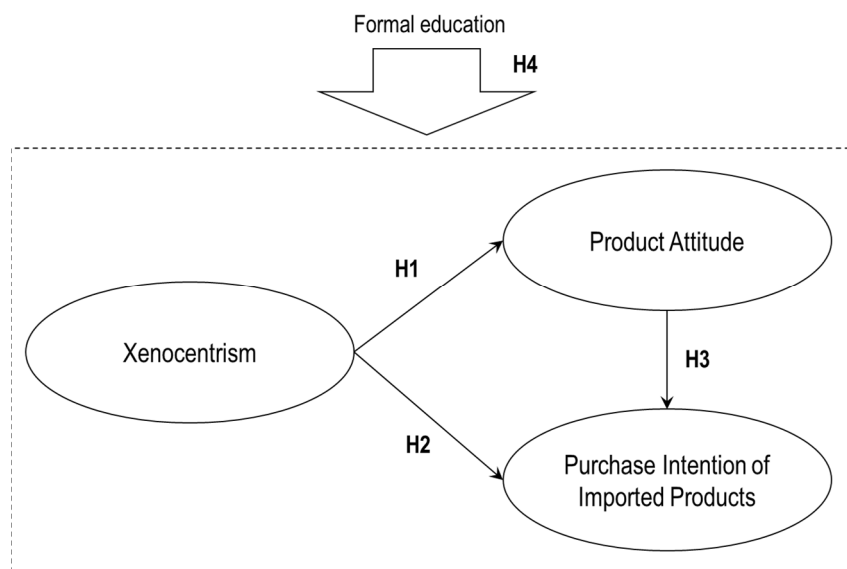 Formal education
H4
Product Attitude
H1
Xenocentrism
H3
H2
Purchase Intention of
Imported Products